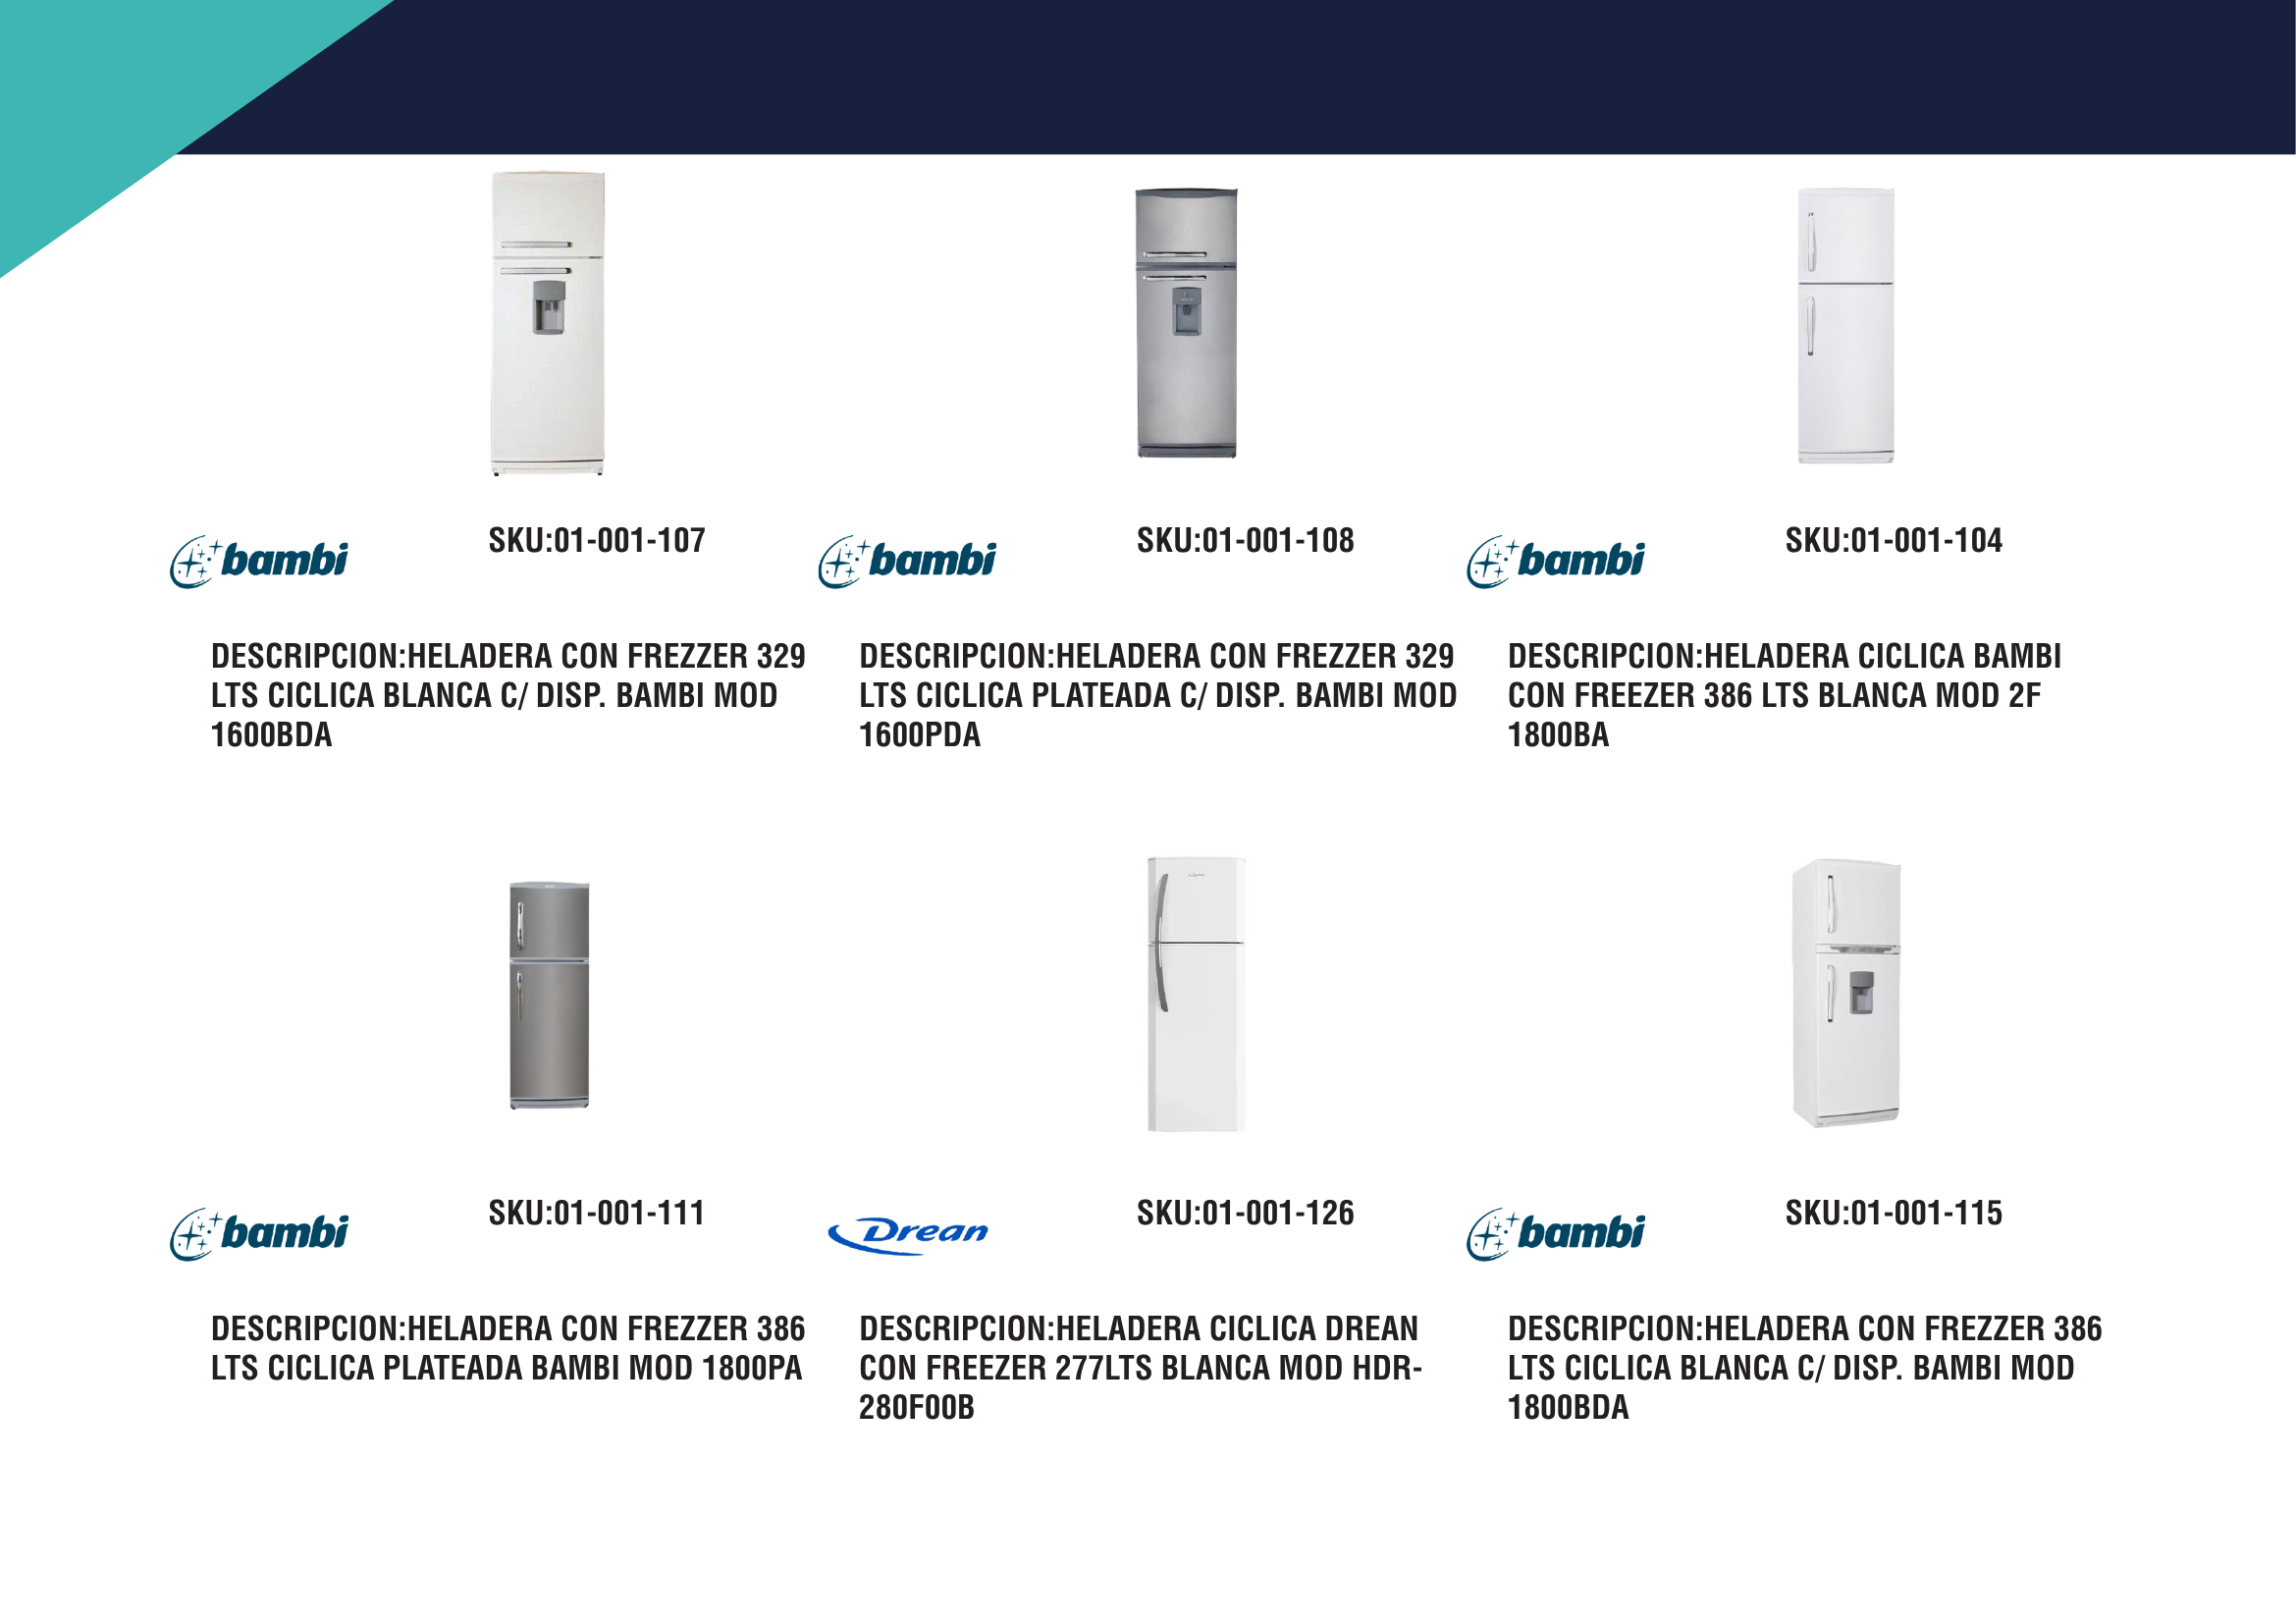 bambi
SKU:01-001-107
DESCRIPCION:HELADERA CON FREZZER 329
LTS CICLICA BLANCA C/ DISP. BAMBI MOD
1600BDA
bambi
SKU:01-001-108
DESCRIPCION:HELADERA CON FREZZER 329
LTS CICLICA PLATEADA C/ DISP. BAMBI MOD
1600PDA
bambi
SKU:01-001-104
DESCRIPCION:HELADERA CICLICA BAMBI
CON FREEZER 386 LTS BLANCA MOD 2F
1800BA
bambi
SKU:01-001-111
DESCRIPCION:HELADERA CON FREZZER 386
LTS CICLICA PLATEADA BAMBI MOD 1800PA
Drean
SKU:01-001-126
DESCRIPCION:HELADERA CICLICA DREAN
CON FREEZER 277LTS BLANCA MOD HDR-
280F00B
bambi
SKU:01-001-115
DESCRIPCION:HELADERA CON FREZZER 386
LTS CICLICA BLANCA C/ DISP. BAMBI MOD
1800BDA